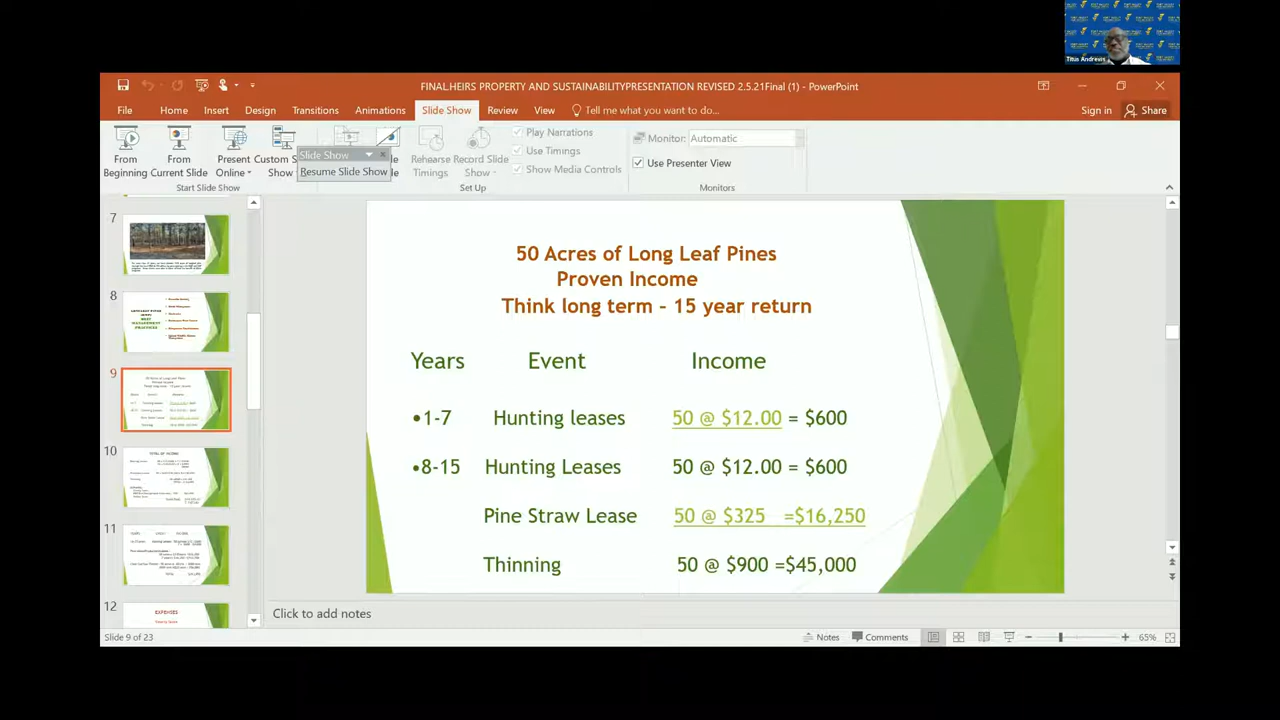 Titus Andrews
FINAL.HEIRS PROPERTY AND SUSTAINABILITYPRESENTATION REVISED 2.5.21Final (1) - PowerPoint
File Home Insert Design Transitions Animations Slide Show Review View Tell me what you want to do... Sign in Share
From Beginning
From Current Slide
Present Online
Custom S Show
Slide Show
Resume Slide Show
Rehearse Timings
Record Slide Show
Play Narrations
Use Timings
Show Media Controls
Monitor: Automatic
Use Presenter View
Start Slide Show
Set Up
Monitors
7
8
9
10
11
12
EXPENSES
50 Acres of Long Leaf Pines
Proven Income
Think long term – 15 year return
Years Event Income
•1-7 Hunting leases 50 @ $12.00 = $600
•8-15 Hunting Leases 50 @ $12.00 = $600
Pine Straw Lease 50 @ $325 =$16,250
Thinning 50 @ $900 =$45,000
Click to add notes
Slide 9 of 23 Notes Comments 65%